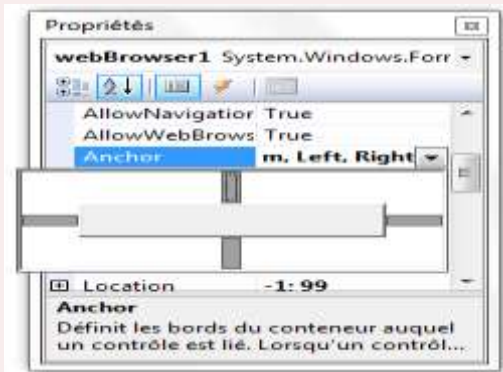 Propriétés
webBrowser1 System.Windows.Forr
AllowNavigatior True
AllowWebBrows True
Anchor m, Left, Right
Location -1; 99
Anchor
Définit les bords du conteneur auquel
un contrôle est lié. Lorsqu'un contrôl...